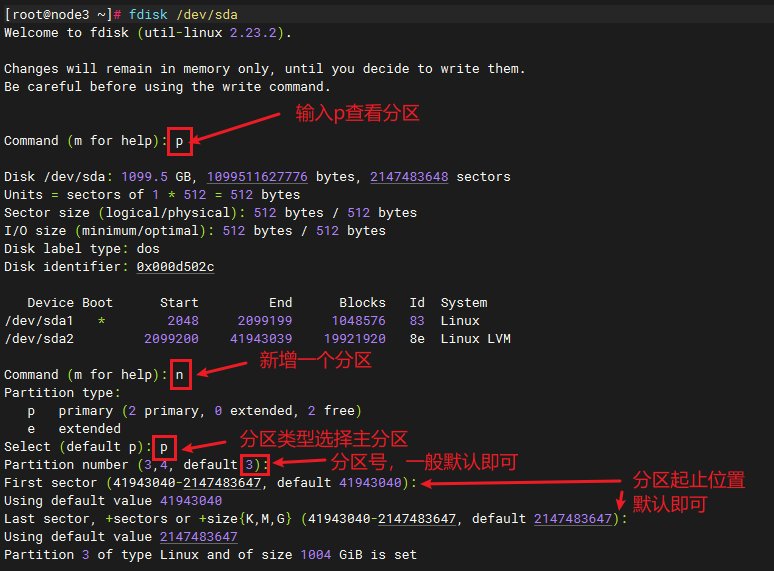 [root@node3 ~]# fdisk /dev/sda
Welcome to fdisk (util-linux 2.23.2).
Changes will remain in memory only, until you decide to write them.
Be careful before using the write command.
输入p查看分区
Command (m for help): p
Disk /dev/sda: 1099.5 GB, 1099511627776 bytes, 2147483648 sectors
Units = sectors of 1 * 512 = 512 bytes
Sector size (logical/physical): 512 bytes / 512 bytes
I/O size (minimum/optimal): 512 bytes / 512 bytes
Disk label type: dos
Disk identifier: 0x000d502c
Device Boot Start End Blocks Id System
/dev/sda1 * 2048 2099199 1048576 83 Linux
/dev/sda2 2099200 41943039 19921920 8e Linux LVM
新增一个分区
Command (m for help): n
Partition type:
p primary (2 primary, 0 extended, 2 free)
e extended
分区类型选择主分区
Select (default p): p
分区号，一般默认即可
Partition number (3,4, default 3):
First sector (41943040-2147483647, default 41943040):
分区起止位置
默认即可
Using default value 41943040
Last sector, +sectors or +size{K,M,G} (41943040-2147483647, default 2147483647):
Using default value 2147483647
Partition 3 of type Linux and of size 1004 GiB is set